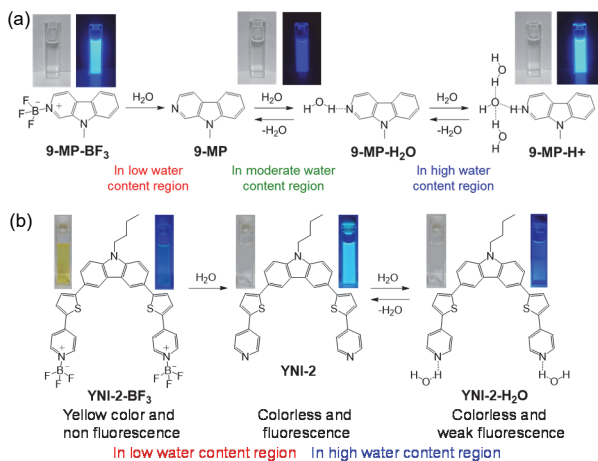 (a)
H₂O
H₂O
-H₂O
H₂O
-H₂O
F B⁻ N⁺ F F
N
N
N
H O H N
N
H O H
H O H N
H
H O H
N
9-MP-BF₃
9-MP
9-MP-H₂O
9-MP-H+
In low water
content region
In moderate water
content region
In high water
content region
(b)
N
N
N
H₂O
H₂O
-H₂O
S S
S S
S S
N⁺ N⁺
N N
N N
F B⁻ F F
F B⁻ F F
H O H
H O H
YNI-2-BF₃
YNI-2
YNI-2-H₂O
Yellow color and
non fluorescence
Colorless and
fluorescence
Colorless and
weak fluorescence
In low water content region
In high water content region